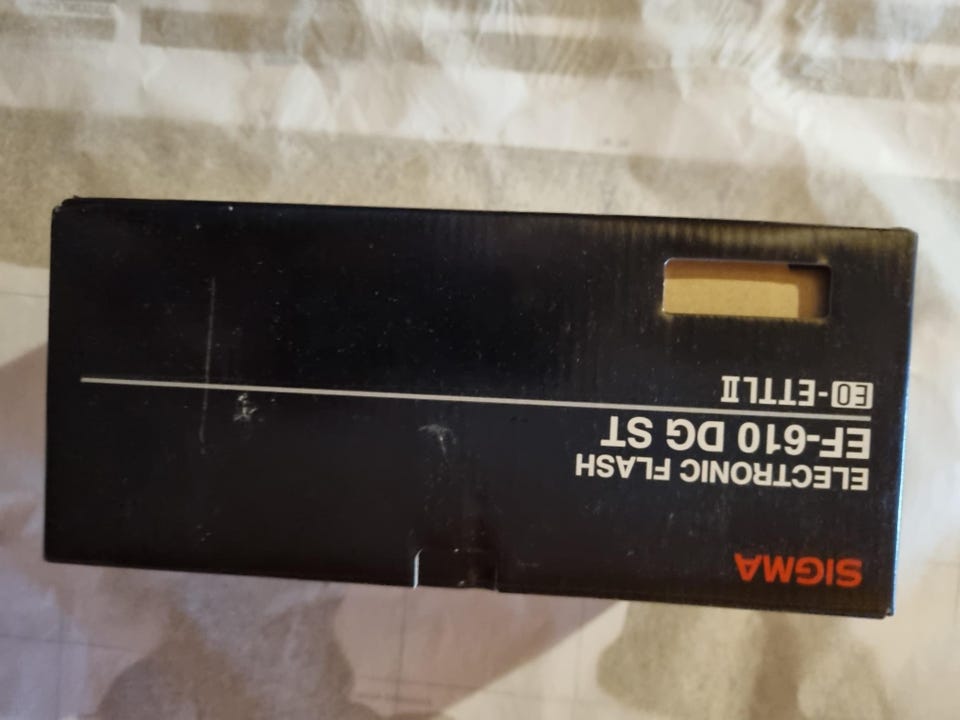 SIGMA
ELECTRONIC FLASH
EF-610 DG ST
EO-ETTL II